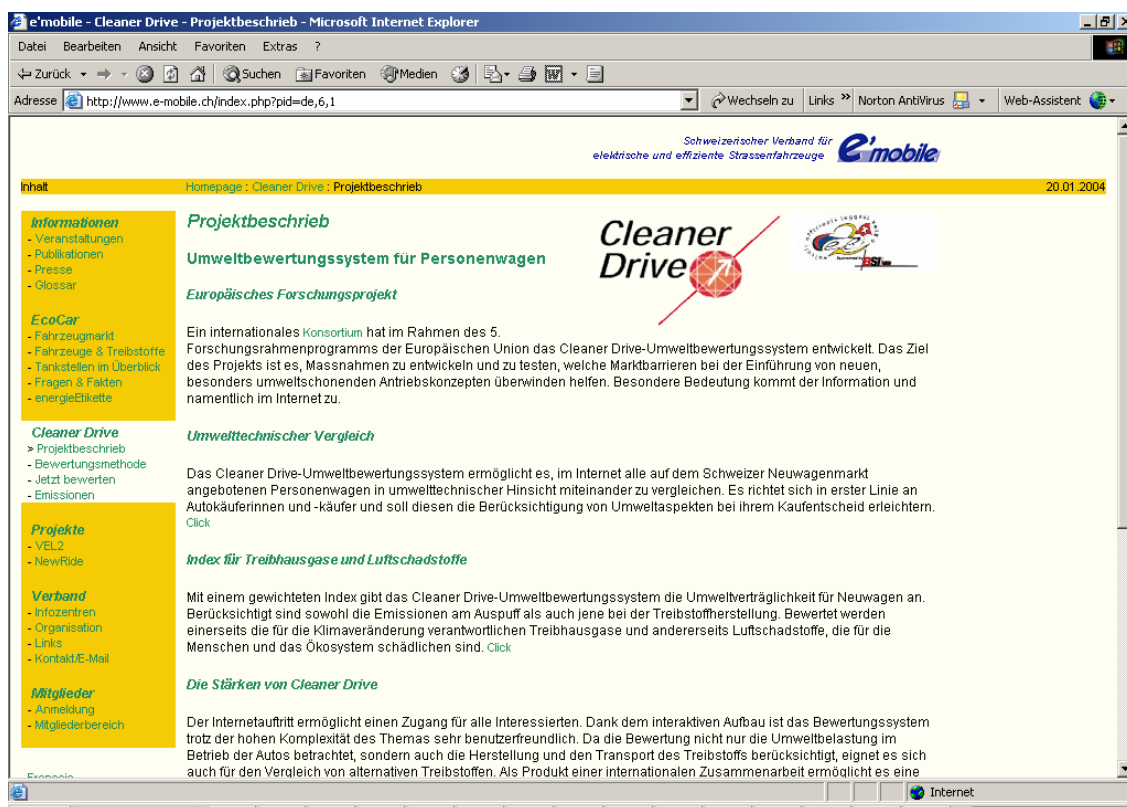 e'mobile - Cleaner Drive - Projektbeschrieb - Microsoft Internet Explorer
Datei Bearbeiten Ansicht Favoriten Extras ?
Zurück Suchen Favoriten Medien
Adresse http://www.e-mobile.ch/index.php?pid=de,6,1 Wechseln zu Links » Norton AntiVirus Web-Assistent
Schweizerischer Verband für
elektrische und effiziente Strassenfahrzeuge
e'mobile
Inhalt Homepage : Cleaner Drive : Projektbeschrieb 20.01.2004
Informationen
- Veranstaltungen
- Publikationen
- Presse
- Glossar
EcoCar
- Fahrzeugmarkt
- Fahrzeuge & Treibstoffe
- Tankstellen im Überblick
- Fragen & Fakten
- energieEtikette
Cleaner Drive
» Projektbeschrieb
- Bewertungsmethode
- Jetzt bewerten
- Emissionen
Projekte
- VEL2
- NewRide
Verband
- Infozentren
- Organisation
- Links
- Kontakt/E-Mail
Mitglieder
- Anmeldung
- Mitgliederbereich
Français
Projektbeschrieb
Cleaner
Drive
e2
BSI
Umweltbewertungssystem für Personenwagen
Europäisches Forschungsprojekt
Ein internationales Konsortium hat im Rahmen des 5.
Forschungsrahmenprogramms der Europäischen Union das Cleaner Drive-Umweltbewertungssystem entwickelt. Das Ziel
des Projekts ist es, Massnahmen zu entwickeln und zu testen, welche Marktbarrieren bei der Einführung von neuen,
besonders umweltschonenden Antriebskonzepten überwinden helfen. Besondere Bedeutung kommt der Information und
namentlich im Internet zu.
Umwelttechnischer Vergleich
Das Cleaner Drive-Umweltbewertungssystem ermöglicht es, im Internet alle auf dem Schweizer Neuwagenmarkt
angebotenen Personenwagen in umwelttechnischer Hinsicht miteinander zu vergleichen. Es richtet sich in erster Linie an
Autokäuferinnen und -käufer und soll diesen die Berücksichtigung von Umweltaspekten bei ihrem Kaufentscheid erleichtern.
Click
Index für Treibhausgase und Luftschadstoffe
Mit einem gewichteten Index gibt das Cleaner Drive-Umweltbewertungssystem die Umweltverträglichkeit für Neuwagen an.
Berücksichtigt sind sowohl die Emissionen am Auspuff als auch jene bei der Treibstoffherstellung. Bewertet werden
einerseits die für die Klimaveränderung verantwortlichen Treibhausgase und andererseits Luftschadstoffe, die für die
Menschen und das Ökosystem schädlichen sind. Click
Die Stärken von Cleaner Drive
Der Internetauftritt ermöglicht einen Zugang für alle Interessierten. Dank dem interaktiven Aufbau ist das Bewertungssystem
trotz der hohen Komplexität des Themas sehr benutzerfreundlich. Da die Bewertung nicht nur die Umweltbelastung im
Betrieb der Autos betrachtet, sondern auch die Herstellung und den Transport des Treibstoffs berücksichtigt, eignet es sich
auch für den Vergleich von alternativen Treibstoffen. Als Produkt einer internationalen Zusammenarbeit ermöglicht es eine
Internet